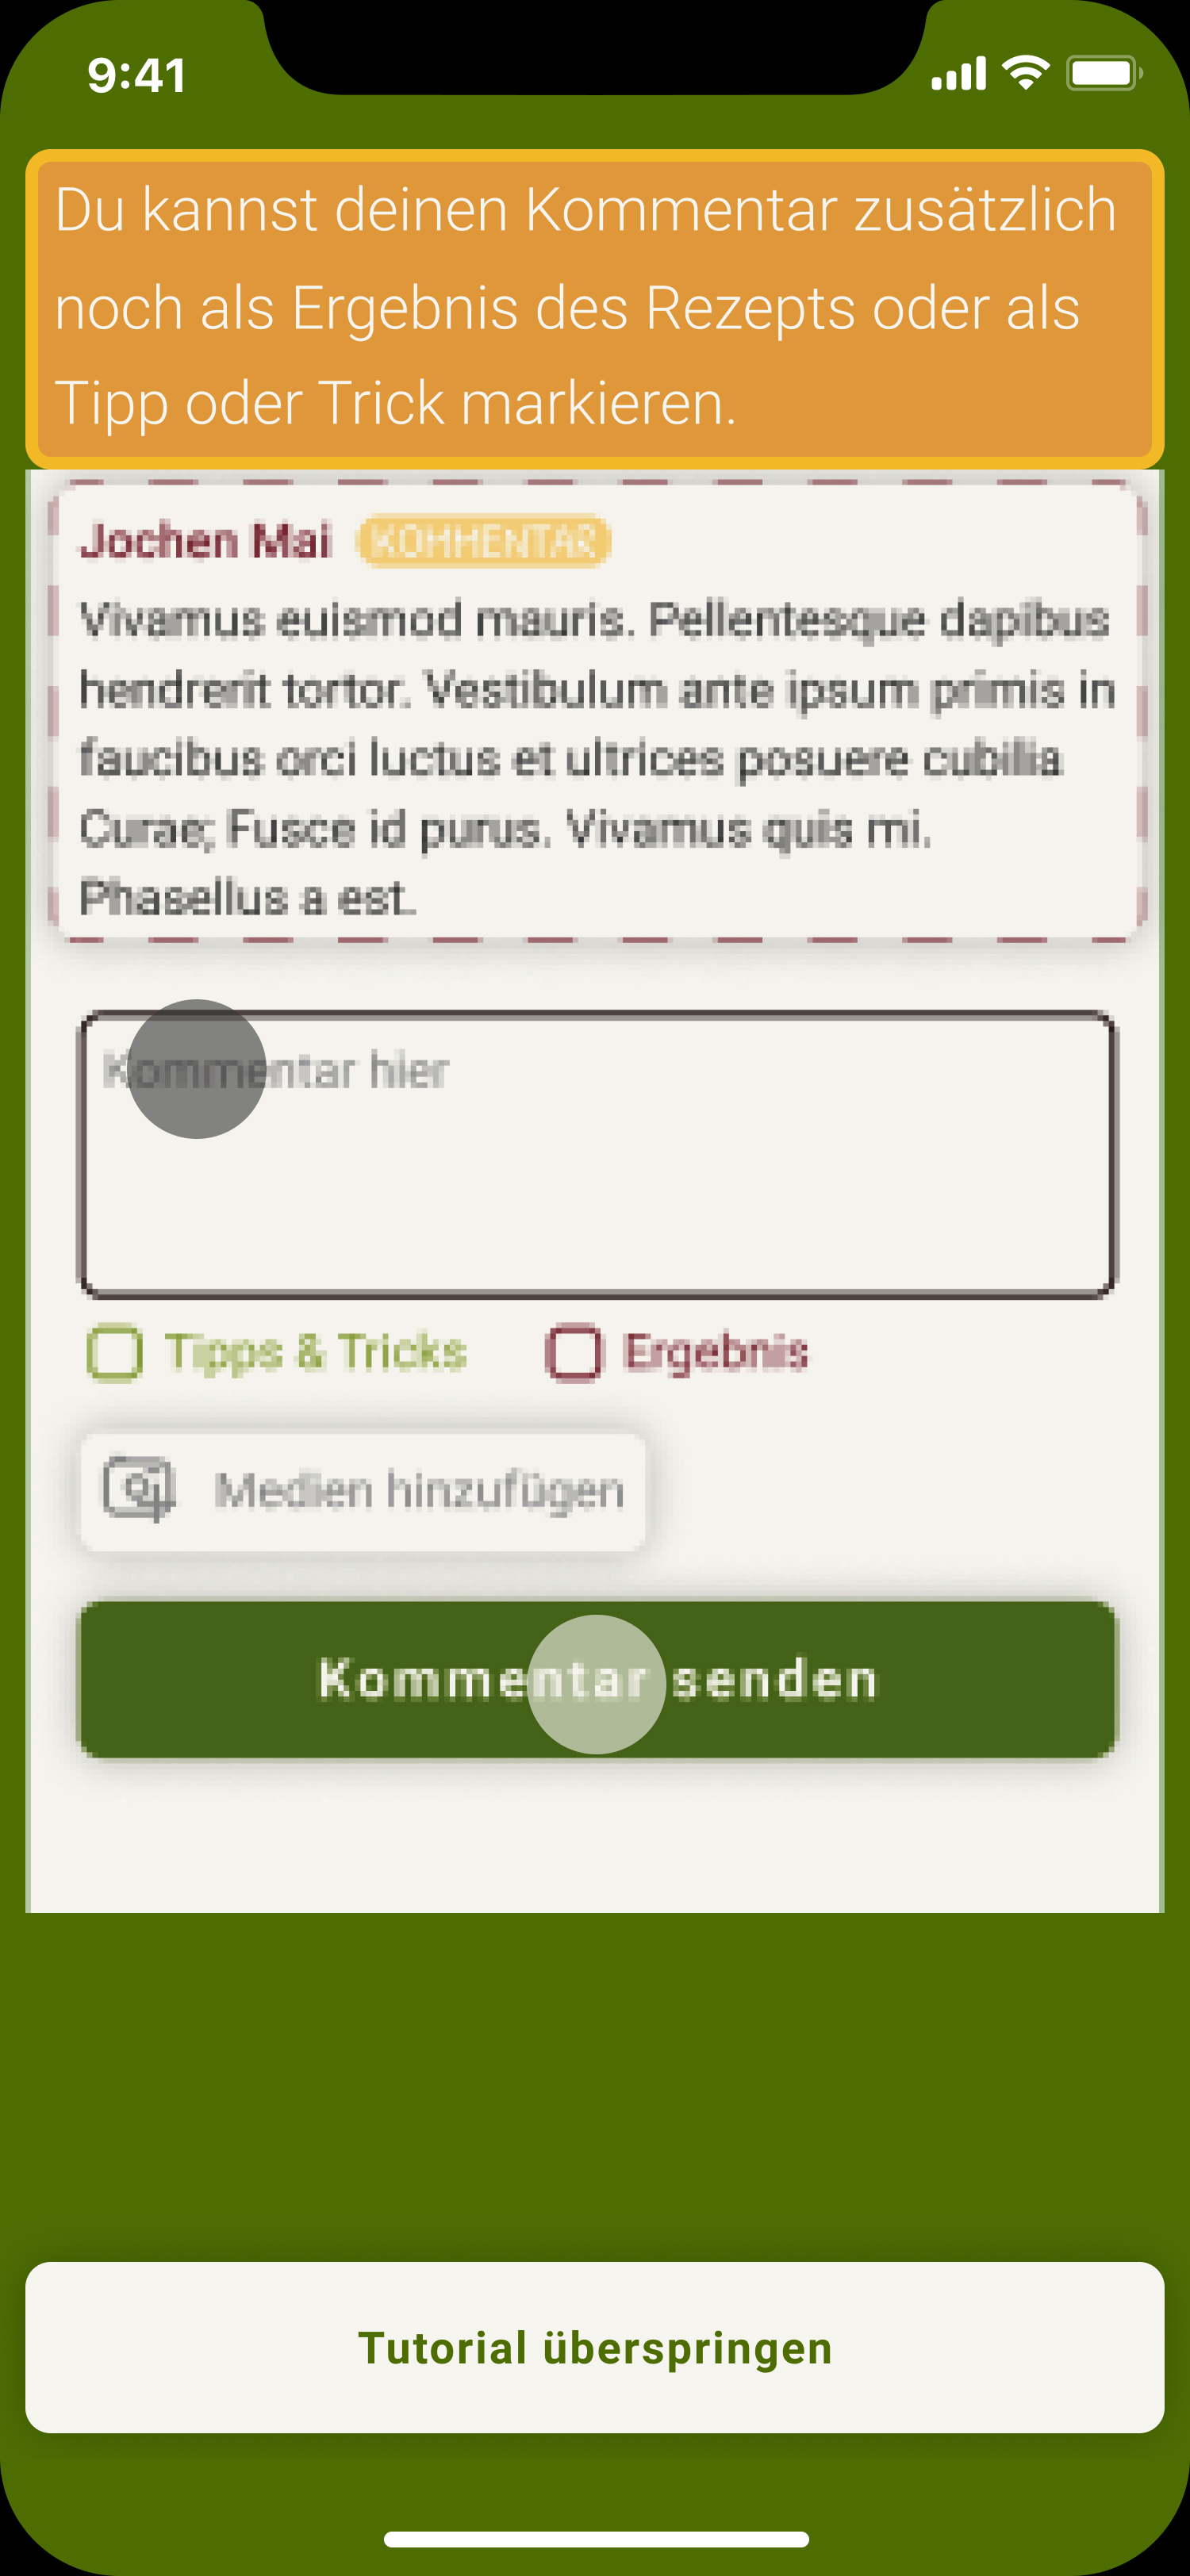 9:41
Du kannst deinen Kommentar zusätzlich
noch als Ergebnis des Rezepts oder als
Tipp oder Trick markieren.
Jochen Mai KOMMENTAR
Vivamus euismod mauris. Pellentesque dapibus
hendrerit tortor. Vestibulum ante ipsum primis in
faucibus orci luctus et ultrices posuere cubilia
Curae; Fusce id purus. Vivamus quis mi.
Phasellus a est.
Kommentar hier
Tipps & Tricks Ergebnis
Medien hinzufügen
Kommentar senden
Tutorial überspringen